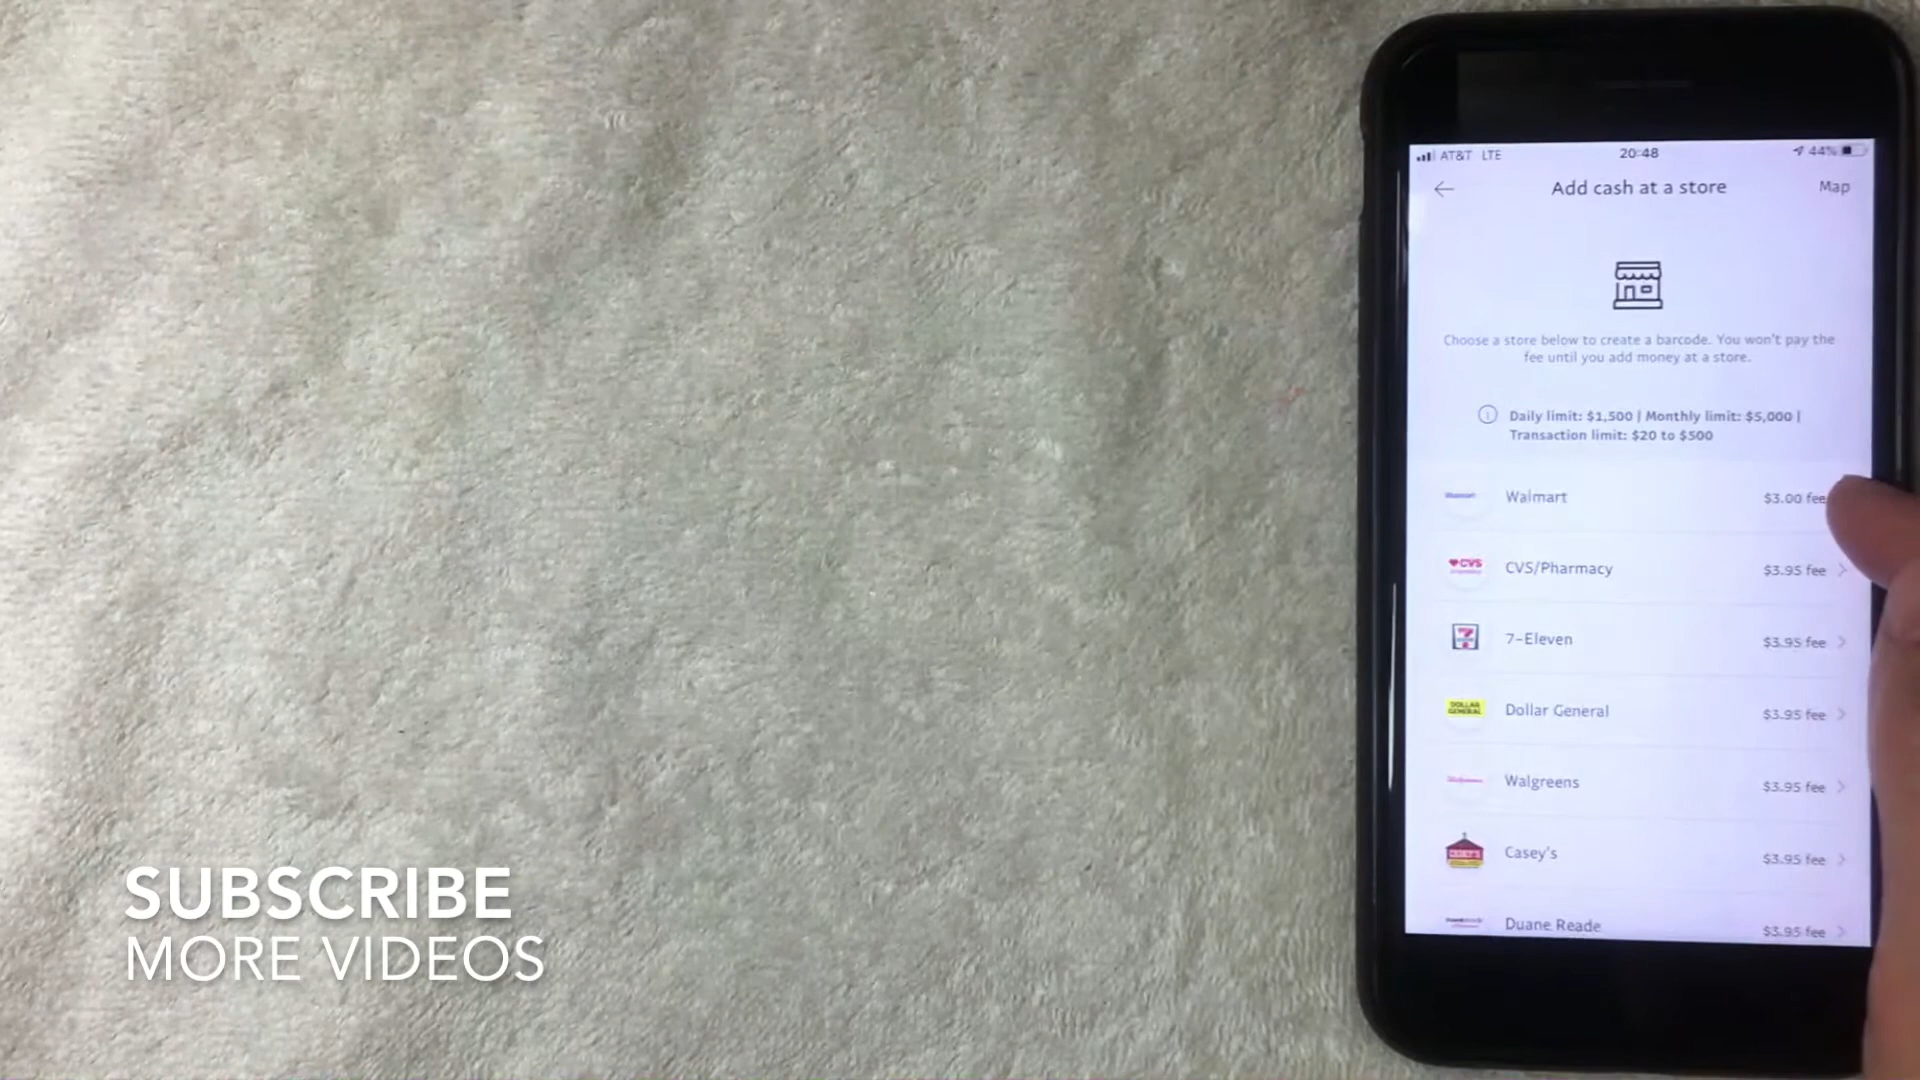 AT&T LTE 20:48 44%
Add cash at a store Map
Choose a store below to create a barcode. You won't pay the
fee until you add money at a store.
Daily limit: $1,500 | Monthly limit: $5,000 |
Transaction limit: $20 to $500
Walmart $3.00 fee
CVS CVS/Pharmacy $3.95 fee
7-Eleven $3.95 fee
DOLLAR
GENERAL Dollar General $3.95 fee
Walgreens $3.95 fee
Casey's $3.95 fee
Duane Reade $3.95 fee
SUBSCRIBE
MORE VIDEOS